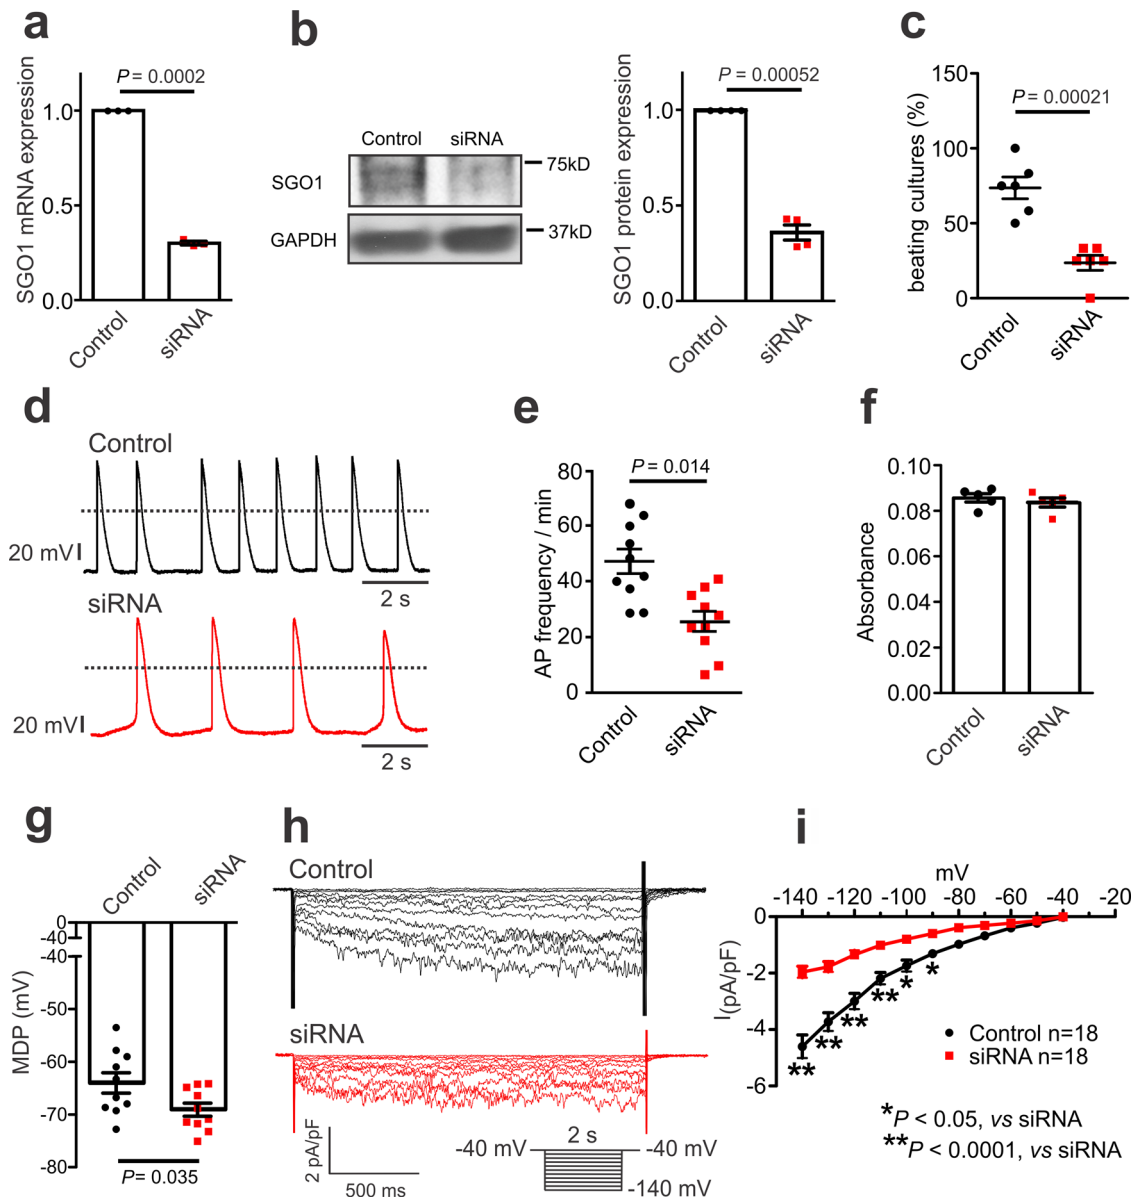 a
SGO1 mRNA expression
P = 0.0002
1.0
0.5
0.0
Control
siRNA
b
Control
siRNA
SGO1
75kD
GAPDH
37kD
SGO1 protein expression
P = 0.00052
1.0
0.5
0.0
Control
siRNA
c
beating cultures (%)
P = 0.00021
150
100
50
0
Control
siRNA
d
Control
20 mV
2 s
siRNA
20 mV
2 s
e
AP frequency / min
P = 0.014
80
60
40
20
0
Control
siRNA
f
Absorbance
0.10
0.08
0.06
0.04
0.02
0.00
Control
siRNA
g
Control
siRNA
MDP (mV)
0
-40
-40
-50
-60
-70
-80
P= 0.035
h
Control
siRNA
2 pA/pF
500 ms
2 s
-40 mV
-40 mV
-140 mV
i
mV
-140 -120 -100 -80 -60 -40 -20
I(pA/pF)
0
-2
-4
-6
**
**
**
**
*
*
Control n=18
siRNA n=18
*P < 0.05, vs siRNA
**P < 0.0001, vs siRNA